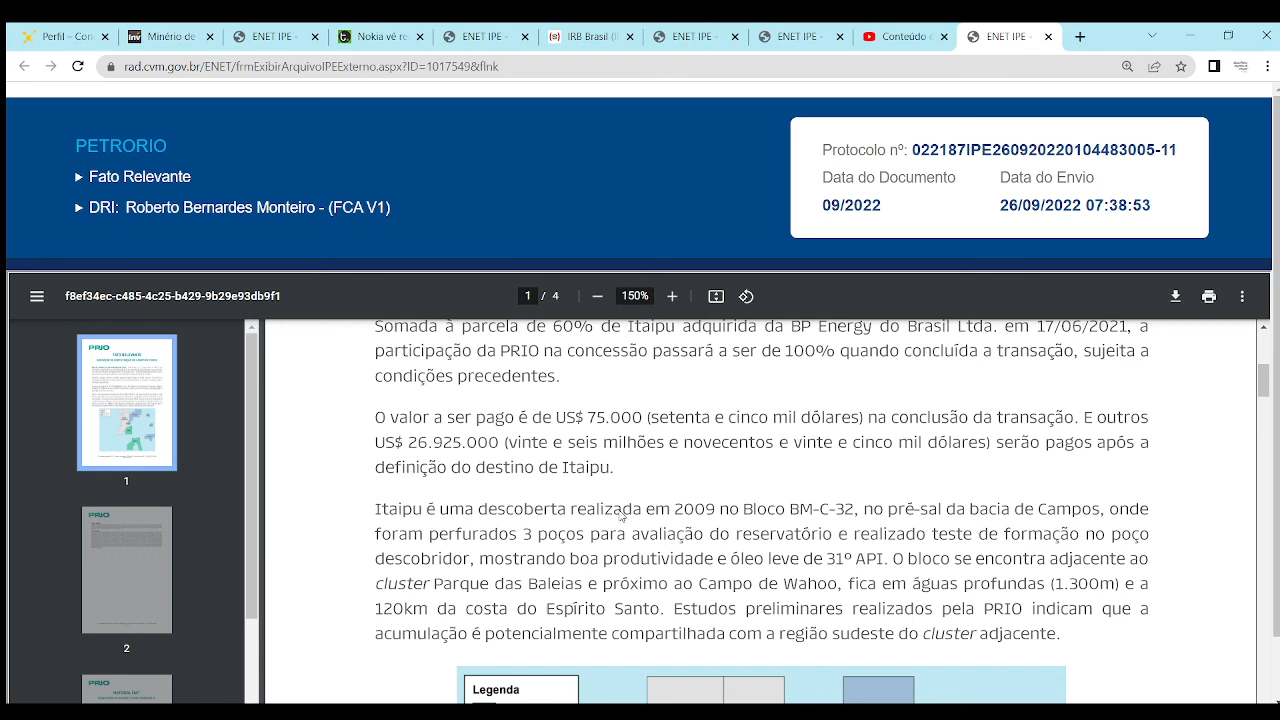 Perfil – Con
Minério de
ENET IPE -
Nokia vê re
ENET IPE -
IRB Brasil (II
ENET IPE -
ENET IPE -
Conteúdo d
ENET IPE -
rad.cvm.gov.br/ENET/frmExibirArquivoIPEExterno.aspx?ID=1017549&flnk
PETRORIO
Fato Relevante
DRI: Roberto Bernardes Monteiro - (FCA V1)
Protocolo nº: 022187IPE260920220104483005-11
Data do Documento
Data do Envio
09/2022
26/09/2022 07:38:53
f8ef34ec-c485-4c25-b429-9b29e93db9f1
1 / 4
150%
PRIO
FATO RELEVANTE
1
PRIO
2
PRIO
Somada à parcela de 60% de Itaipu adquirida da BP Energy do Brasil Ltda. em 17/06/2021, a
participação da PRIO na concessão passará a ser de 100% quando concluída a transação, sujeita a
condições precedentes.
O valor a ser pago é de US$ 75.000 (setenta e cinco mil dólares) na conclusão da transação. E outros
US$ 26.925.000 (vinte e seis milhões e novecentos e vinte e cinco mil dólares) serão pagos após a
definição do destino de Itaipu.
Itaipu é uma descoberta realizada em 2009 no Bloco BM-C-32, no pré-sal da bacia de Campos, onde
foram perfurados 3 poços para avaliação do reservatório e realizado teste de formação no poço
descobridor, mostrando boa produtividade e óleo leve de 31º API. O bloco se encontra adjacente ao
cluster Parque das Baleias e próximo ao Campo de Wahoo, fica em águas profundas (1.300m) e a
120km da costa do Espírito Santo. Estudos preliminares realizados pela PRIO indicam que a
acumulação é potencialmente compartilhada com a região sudeste do cluster adjacente.
Legenda